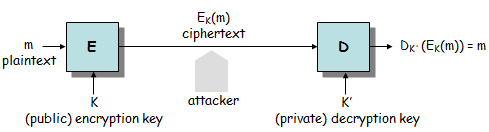 E_K(m)
ciphertext
m
plaintext
E
D
D_K' (E_K(m)) = m
K
(public) encryption key
attacker
K'
(private) decryption key